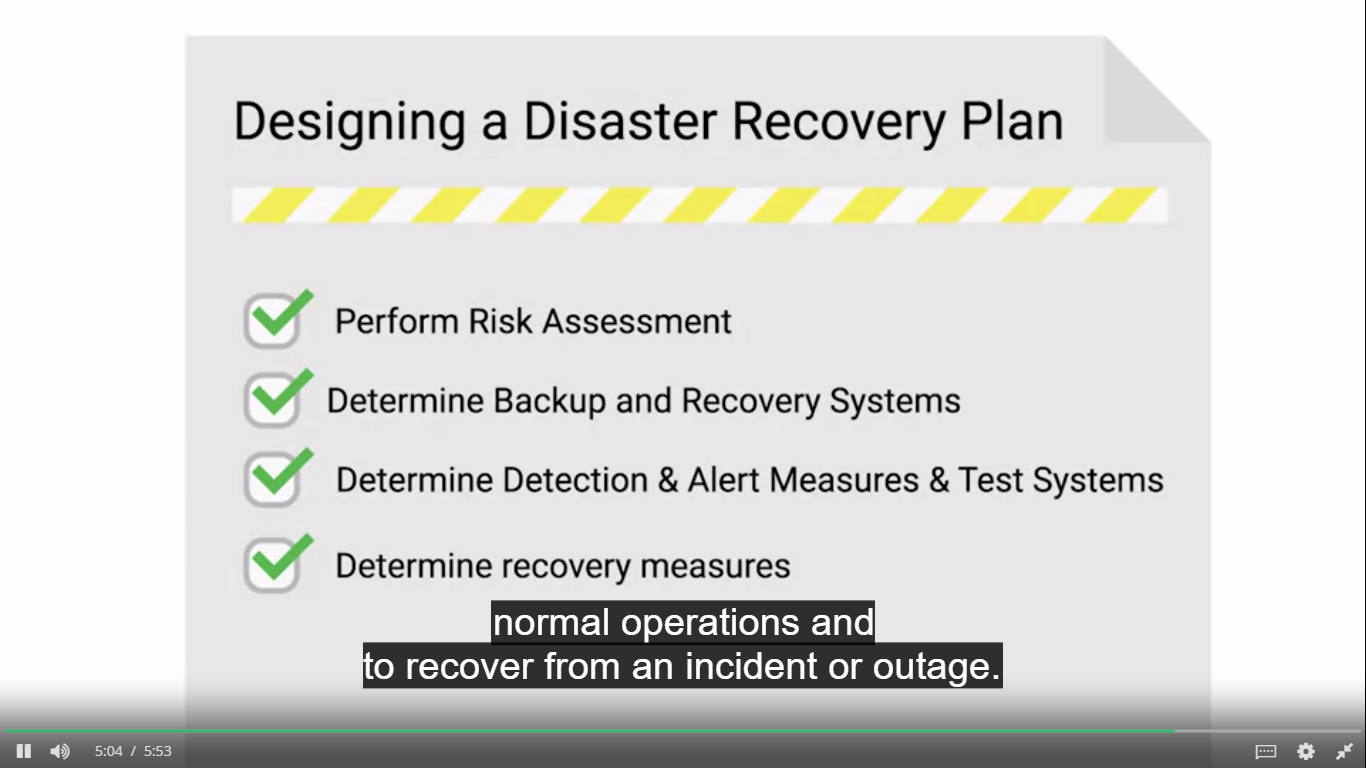 Designing a Disaster Recovery Plan
Perform Risk Assessment
Determine Backup and Recovery Systems
Determine Detection & Alert Measures & Test Systems
Determine recovery measures
normal operations and
to recover from an incident or outage.
5:04 / 5:53